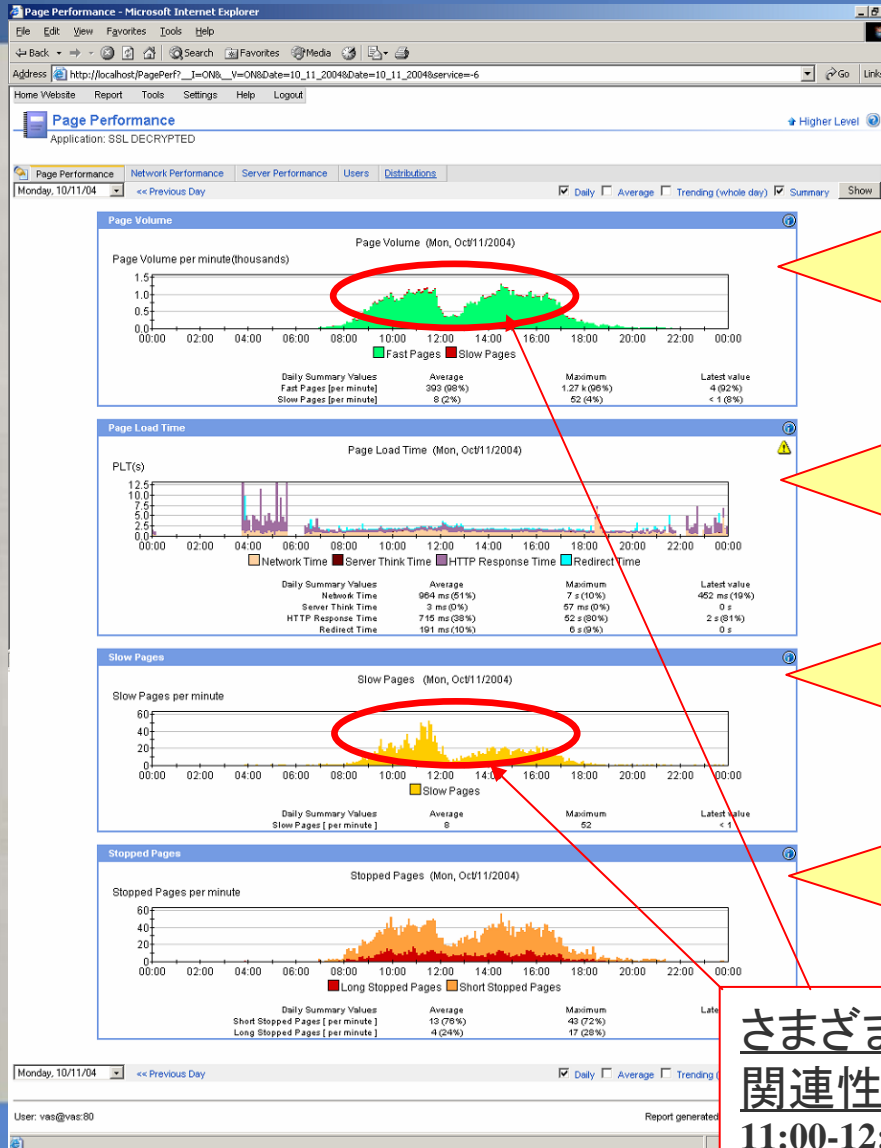 Page Performance - Microsoft Internet Explorer
File Edit View Favorites Tools Help
Back Search Favorites Media
Address http://localhost/PagePerf?__I=ON&__V=ON&Date=10_11_2004&Date=10_11_2004&service=-6 Go Links
Home Website Report Tools Settings Help Logout
Page Performance Higher Level
Application: SSL DECRYPTED
Page Performance Network Performance Server Performance Users Distributions
Monday, 10/11/04 << Previous Day Daily Average Trending (whole day) Summary Show
Page Volume
Page Volume (Mon, Oct/11/2004)
Page Volume per minute(thousands)
1.5
1.0
0.5
0.0
00:00 02:00 04:00 06:00 08:00 10:00 12:00 14:00 16:00 18:00 20:00 22:00 00:00
Fast Pages Slow Pages
Daily Summary Values Average Maximum Latest value
Fast Pages [per minute] 393 (98%) 1.27 k (96%) 4 (92%)
Slow Pages [per minute] 8 (2%) 52 (4%) < 1 (8%)
Page Load Time
Page Load Time (Mon, Oct/11/2004)
PLT(s)
12.5
10.0
7.5
5.0
2.5
0.0
00:00 02:00 04:00 06:00 08:00 10:00 12:00 14:00 16:00 18:00 20:00 22:00 00:00
Network Time Server Think Time HTTP Response Time Redirect Time
Daily Summary Values Average Maximum Latest value
Network Time 964 ms (51%) 7 s (10%) 452 ms (19%)
Server Think Time 3 ms (0%) 57 ms (0%) 0 s
HTTP Response Time 715 ms (38%) 52 s (80%) 2 s (81%)
Redirect Time 191 ms (10%) 6 s (9%) 0 s
Slow Pages
Slow Pages (Mon, Oct/11/2004)
Slow Pages per minute
60
40
20
0
00:00 02:00 04:00 06:00 08:00 10:00 12:00 14:00 16:00 18:00 20:00 22:00 00:00
Slow Pages
Daily Summary Values Average Maximum Latest value
Slow Pages [ per minute ] 8 52 < 1
Stopped Pages
Stopped Pages (Mon, Oct/11/2004)
Stopped Pages per minute
60
40
20
0
00:00 02:00 04:00 06:00 08:00 10:00 12:00 14:00 16:00 18:00 20:00 22:00 00:00
Long Stopped Pages Short Stopped Pages
Daily Summary Values Average Maximum Late
Short Stopped Pages [ per minute ] 13 (76%) 43 (72%)
Long Stopped Pages [ per minute ] 4 (24%) 17 (28%)
Monday, 10/11/04 << Previous Day Daily Average Trending (
User: vas@vas:80 Report generated
さまざま
関連性
11:00-12: